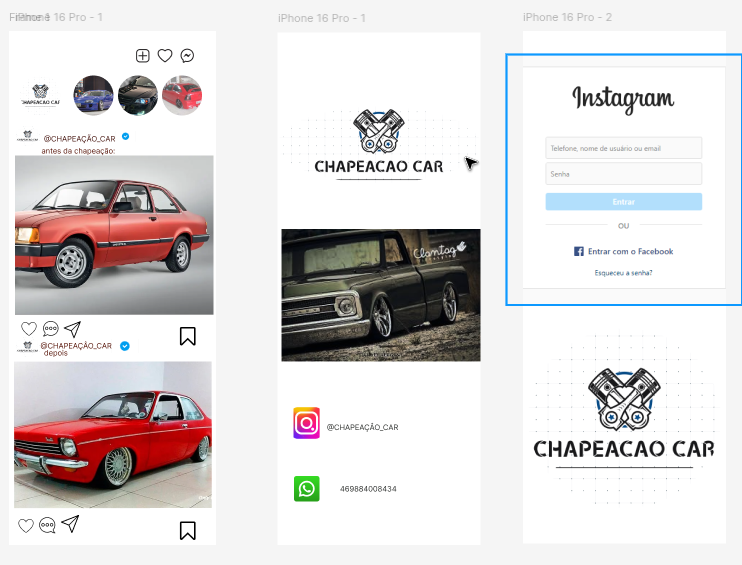 iPhone 16 Pro - 1
CHAPEACAO CAR
@CHAPEAÇÃO_CAR
antes da chapeação:
@CHAPEAÇÃO_CAR
depois
iPhone 16 Pro - 1
CHAPEACAO CAR
@CHAPEAÇÃO_CAR
469884008434
iPhone 16 Pro - 2
Instagram
Telefone, nome de usuário ou email
Senha
Entrar
OU
Entrar com o Facebook
Esqueceu a senha?
CHAPEACAO CAR